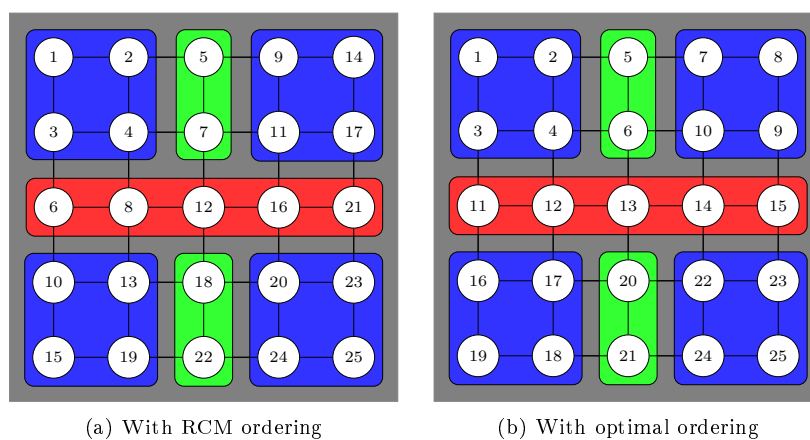 1 2 5 9 14
3 4 7 11 17
6 8 12 16 21
10 13 18 20 23
15 19 22 24 25
(a) With RCM ordering
1 2 5 7 8
3 4 6 10 9
11 12 13 14 15
16 17 20 22 23
19 18 21 24 25
(b) With optimal ordering